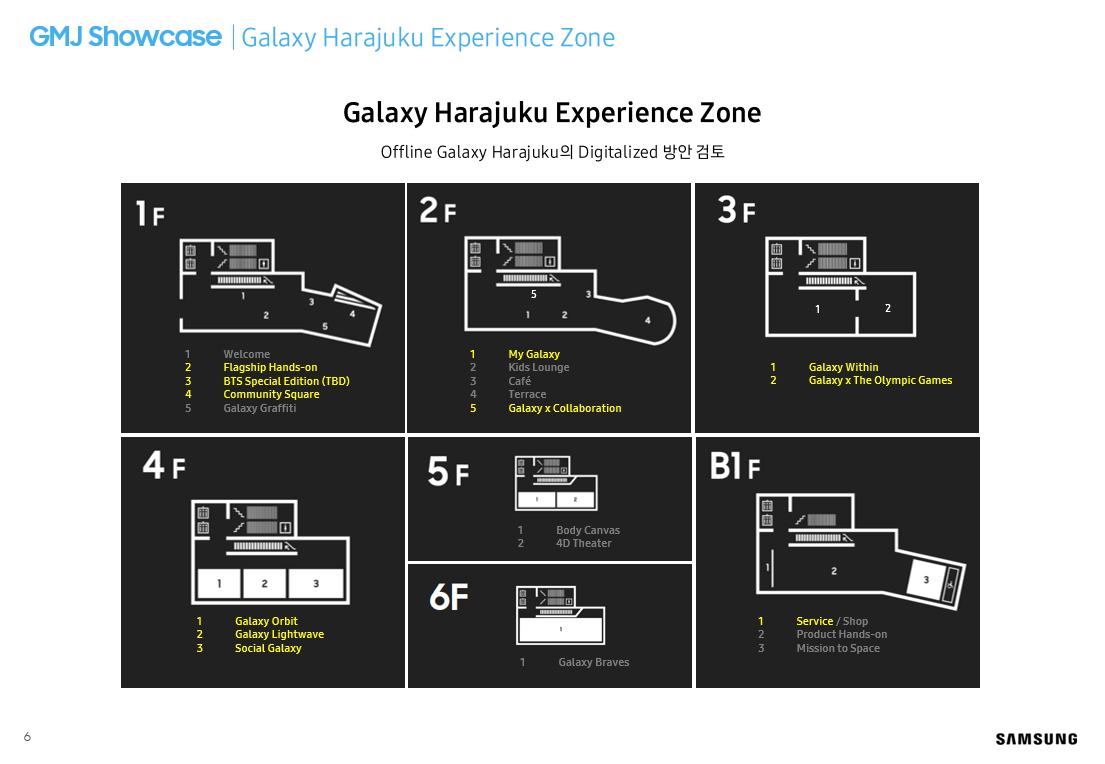 GMJ Showcase | Galaxy Harajuku Experience Zone
Galaxy Harajuku Experience Zone
Offline Galaxy Harajuku의 Digitalized 방안 검토
1 F
1
2
3
4
5
1 Welcome
2 Flagship Hands-on
3 BTS Special Edition (TBD)
4 Community Square
5 Galaxy Graffiti
2 F
5
3
1
2
4
1 My Galaxy
2 Kids Lounge
3 Café
4 Terrace
5 Galaxy x Collaboration
3 F
1
2
1 Galaxy Within
2 Galaxy x The Olympic Games
4 F
1
2
3
1 Galaxy Orbit
2 Galaxy Lightwave
3 Social Galaxy
5 F
1
2
1 Body Canvas
2 4D Theater
6F
1
1 Galaxy Braves
B1 F
1
2
3
1 Service / Shop
2 Product Hands-on
3 Mission to Space
6
SAMSUNG